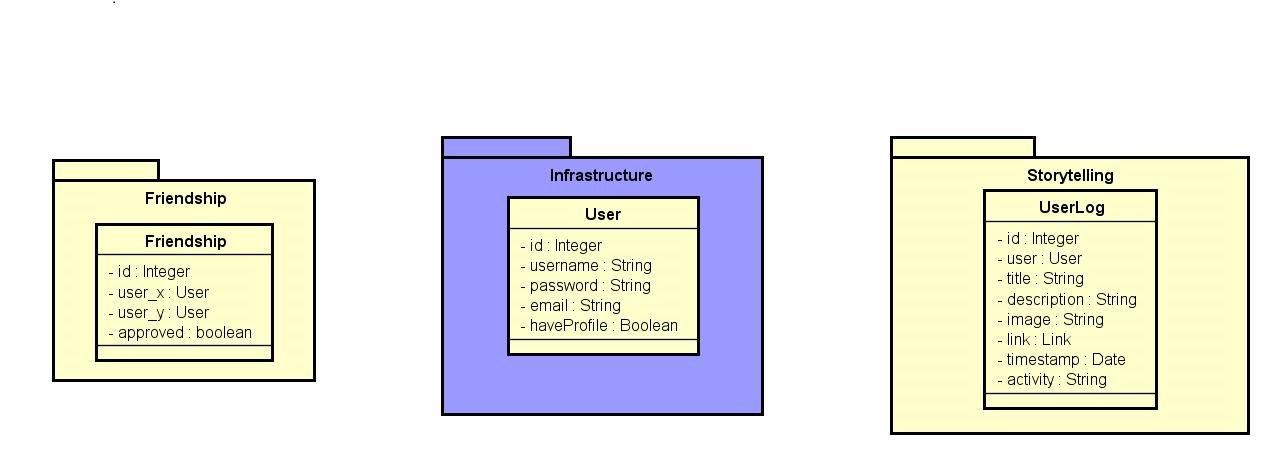 Friendship
Friendship
- id : Integer
- user_x : User
- user_y : User
- approved : boolean
Infrastructure
User
- id : Integer
- username : String
- password : String
- email : String
- haveProfile : Boolean
Storytelling
UserLog
- id : Integer
- user : User
- title : String
- description : String
- image : String
- link : Link
- timestamp : Date
- activity : String